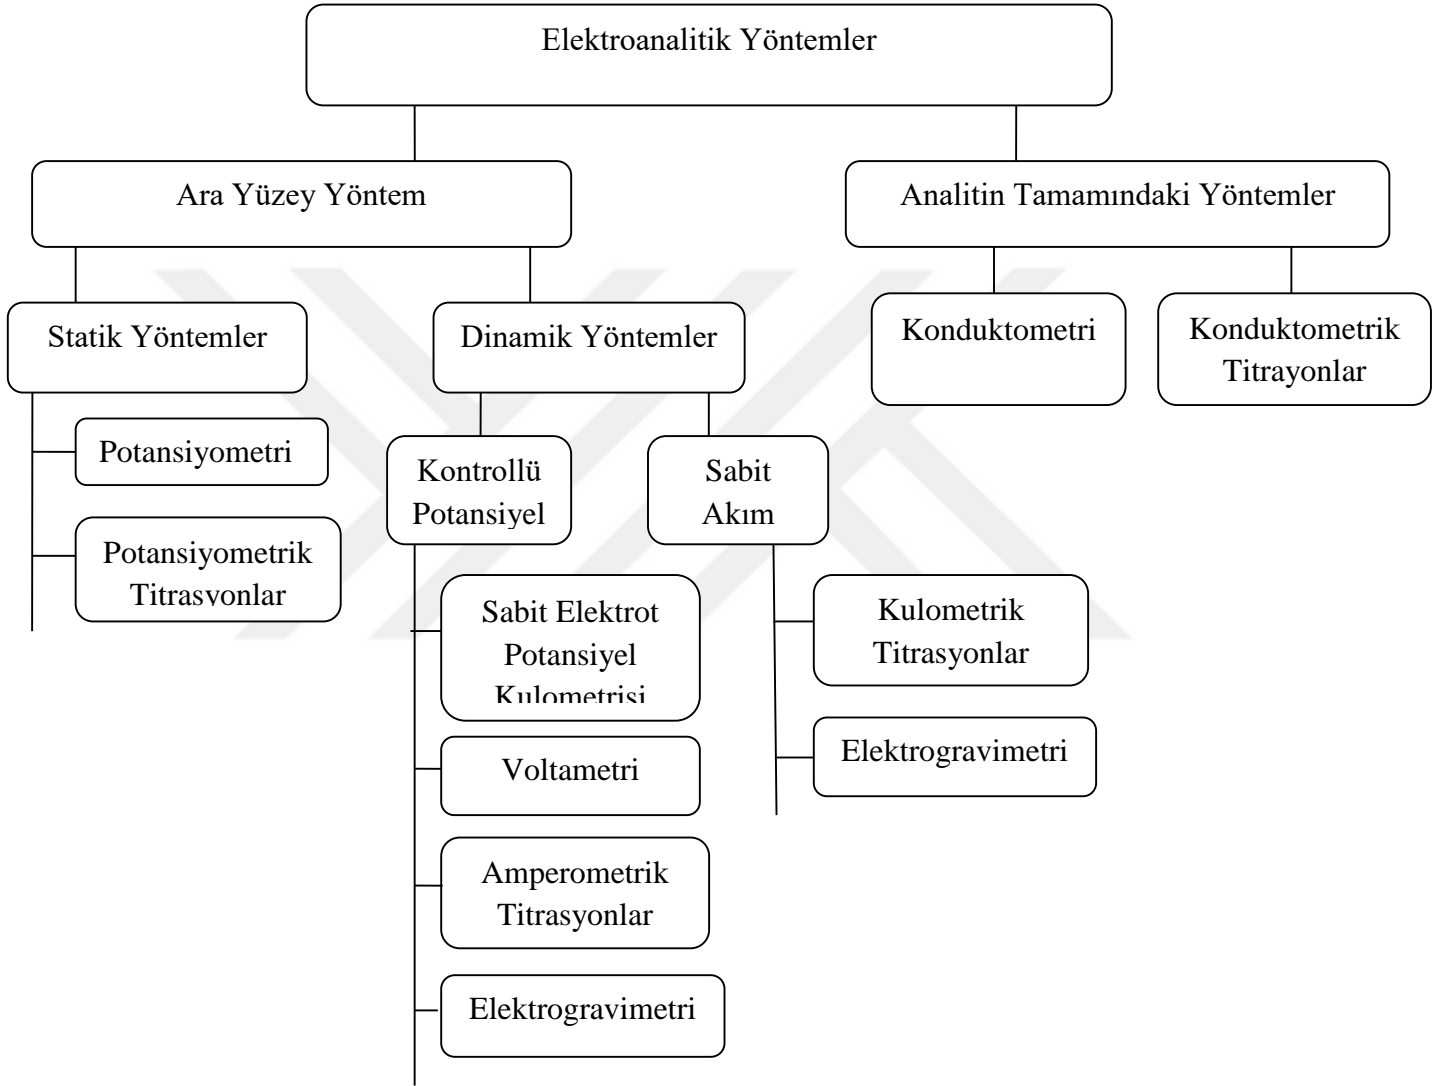 Elektroanalitik Yöntemler
Ara Yüzey Yöntem
Analitin Tamamındaki Yöntemler
Statik Yöntemler
Dinamik Yöntemler
Konduktometri
Konduktometrik
Titrayonlar
Potansiyometri
Potansiyometrik
Titrasyonlar
Kontrollü
Potansiyel
Sabit
Akım
Sabit Elektrot
Potansiyel
Kulometrisi
Voltametri
Amperometrik
Titrasyonlar
Elektrogravimetri
Kulometrik
Titrasyonlar
Elektrogravimetri